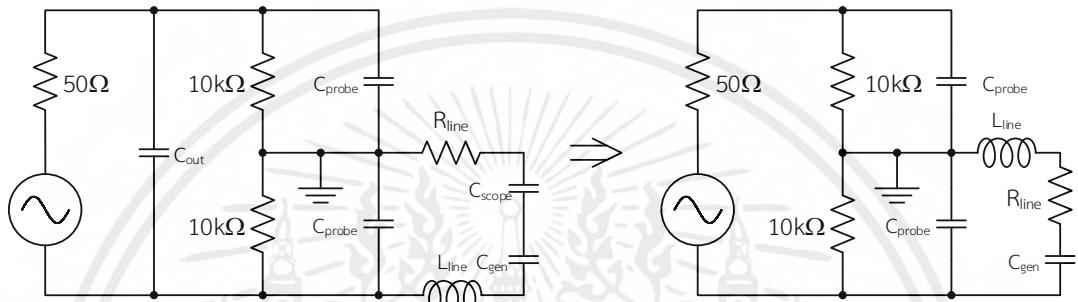 50Ω
10kΩ
C_probe
R_line
C_out
C_scope
10kΩ
C_probe
L_line
C_gen
50Ω
10kΩ
C_probe
L_line
R_line
10kΩ
C_probe
C_gen